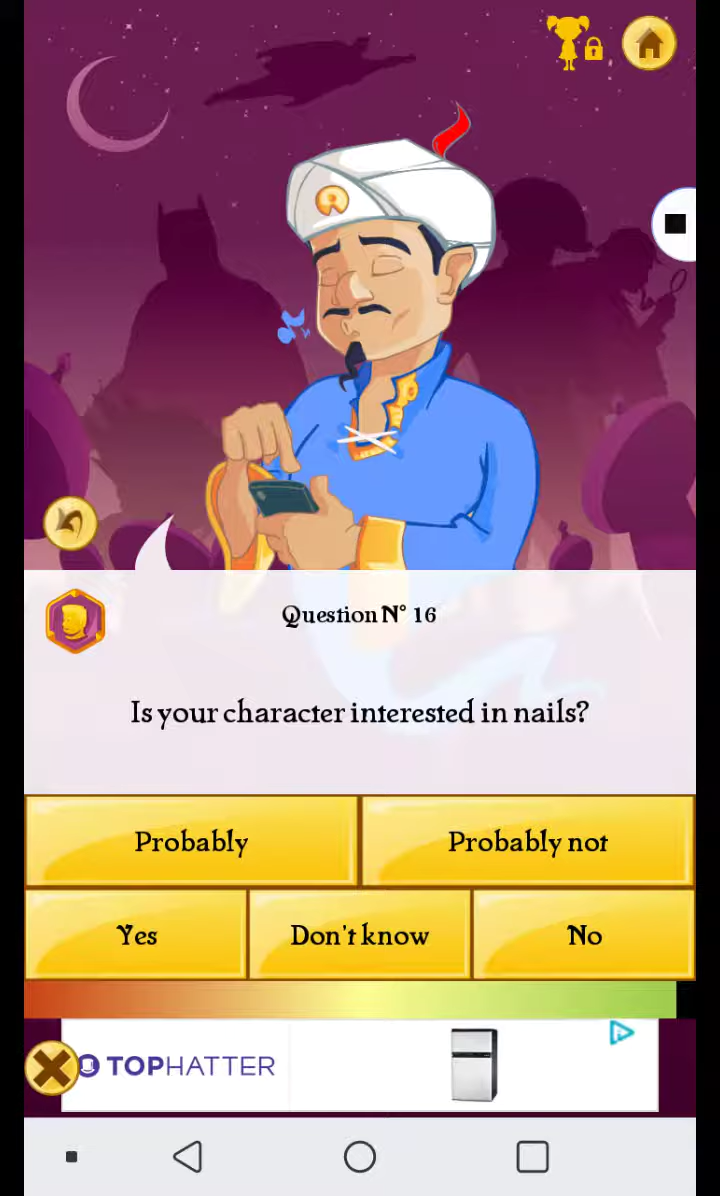 Question N° 16
Is your character interested in nails?
Probably
Probably not
Yes
Don't know
No
TOPHATTER